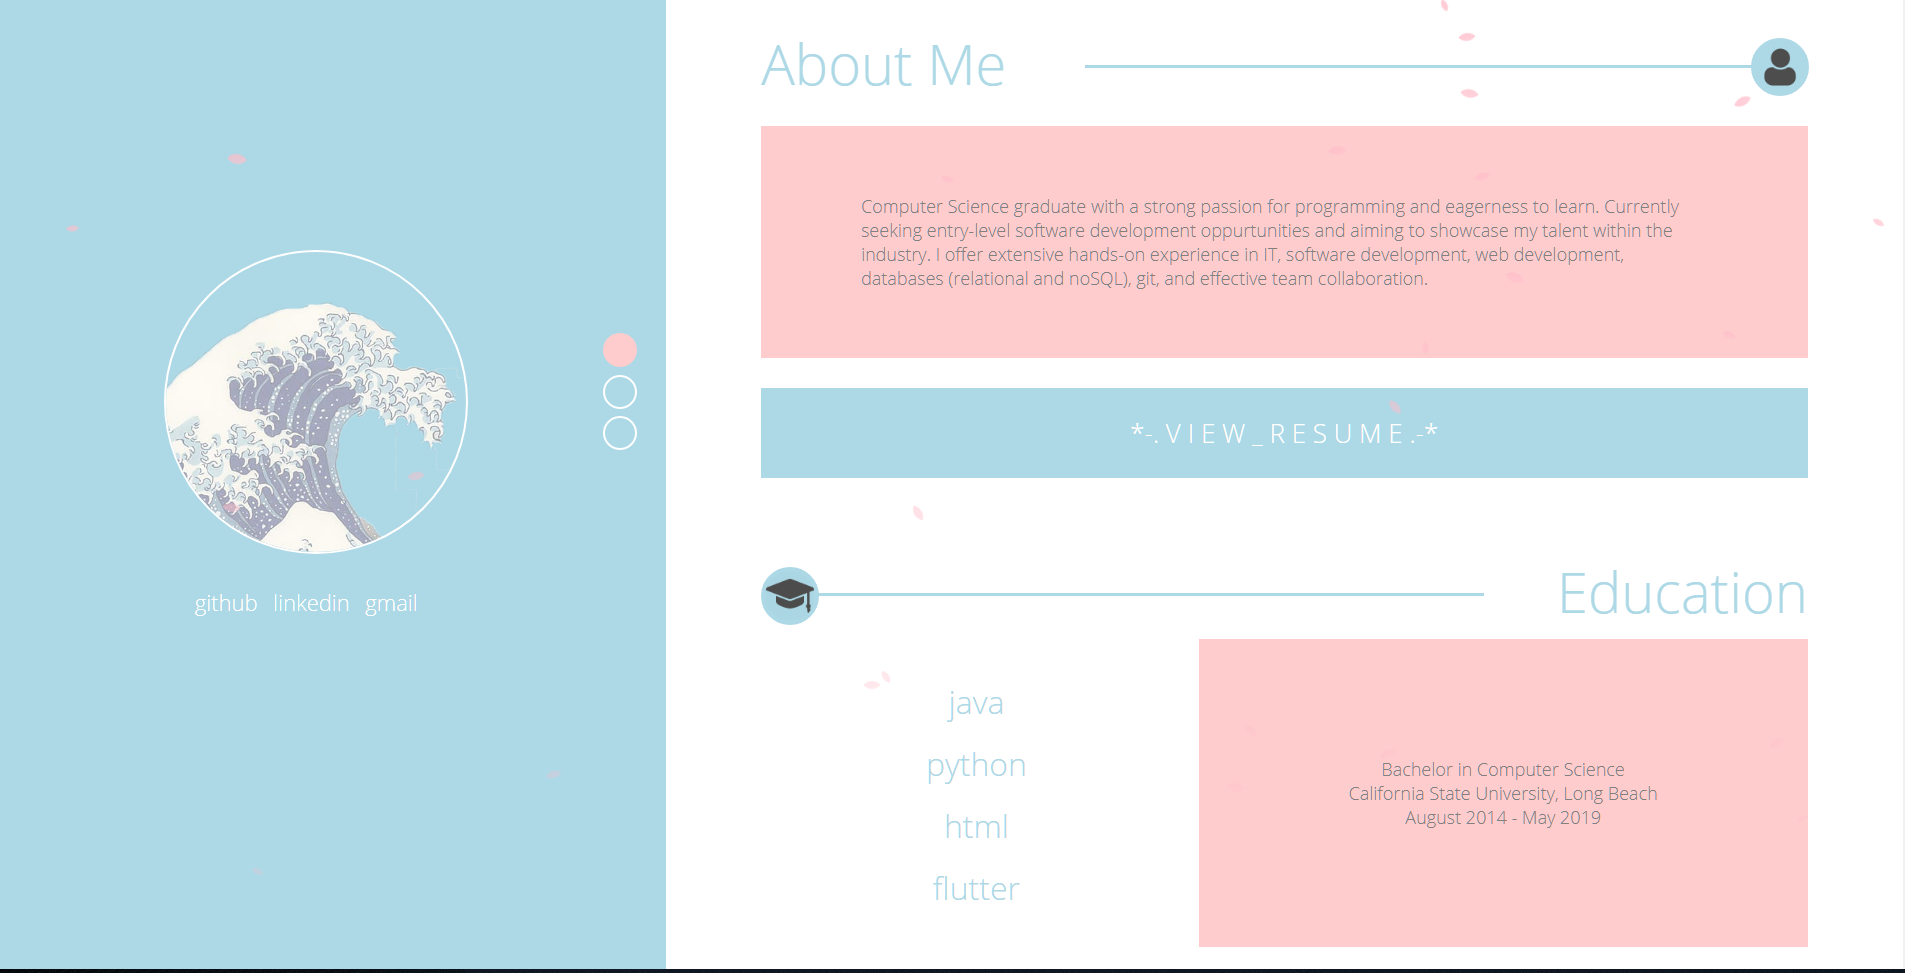 github linkedin gmail
About Me
Computer Science graduate with a strong passion for programming and eagerness to learn. Currently
seeking entry-level software development oppurtunities and aiming to showcase my talent within the
industry. I offer extensive hands-on experience in IT, software development, web development,
databases (relational and noSQL), git, and effective team collaboration.
*-.VIEW_RESUME.-*
Education
java
python
html
flutter
Bachelor in Computer Science
California State University, Long Beach
August 2014 - May 2019